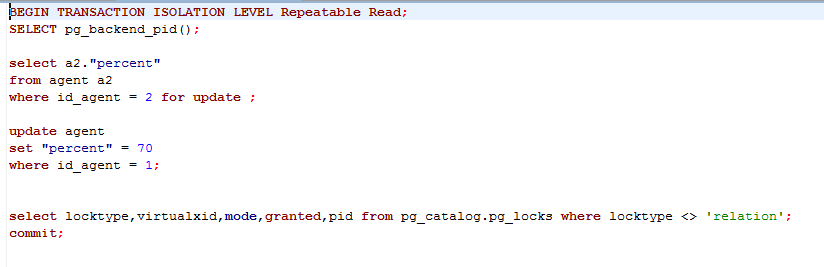 BEGIN TRANSACTION ISOLATION LEVEL Repeatable Read;
SELECT pg_backend_pid();
select a2."percent"
from agent a2
where id_agent = 2 for update ;
update agent
set "percent" = 70
where id_agent = 1;
select locktype,virtualxid,mode,granted,pid from pg_catalog.pg_locks where locktype <> 'relation';
commit;